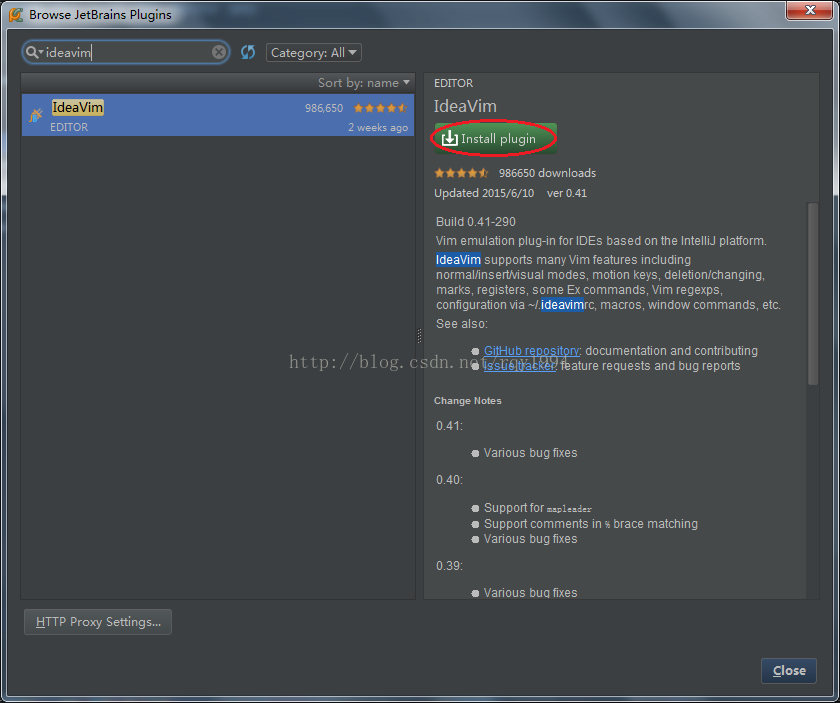 Browse JetBrains Plugins
ideavim
Category: All
Sort by: name
IdeaVim
986,650
EDITOR
2 weeks ago
EDITOR
IdeaVim
Install plugin
986650 downloads
Updated 2015/6/10 ver 0.41
Build 0.41-290
Vim emulation plug-in for IDEs based on the IntelliJ platform.
IdeaVim supports many Vim features including
normal/insert/visual modes, motion keys, deletion/changing,
marks, registers, some Ex commands, Vim regexps,
configuration via ~/.ideavimrc, macros, window commands, etc.
See also:
GitHub repository: documentation and contributing
Issue tracker: feature requests and bug reports
http://blog.csdn.net/
Change Notes
0.41:
Various bug fixes
0.40:
Support for mapleader
Support comments in % brace matching
Various bug fixes
0.39:
Various bug fixes
HTTP Proxy Settings...
Close